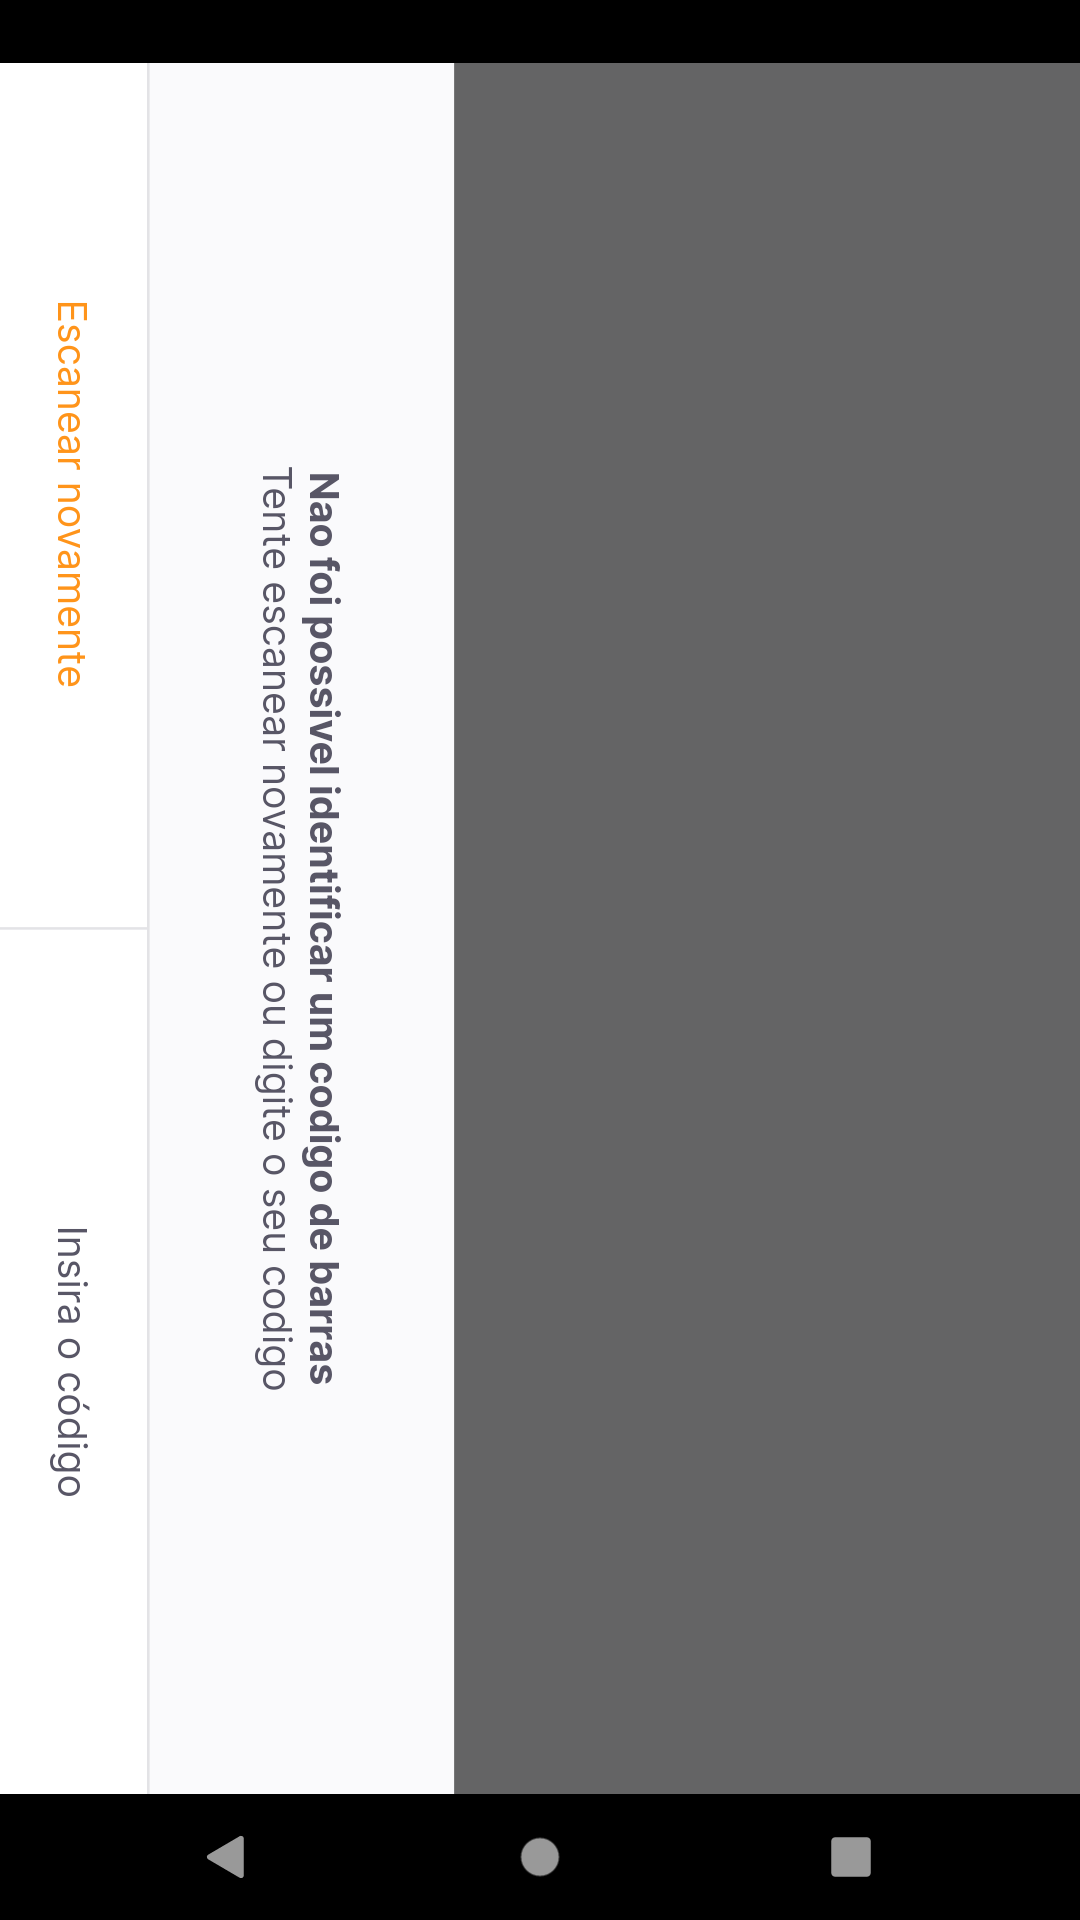 Nao foi possivel identificar um codigo de barras
Tente escanear novamente ou digite o seu codigo
Escanear novamente
Insira o código